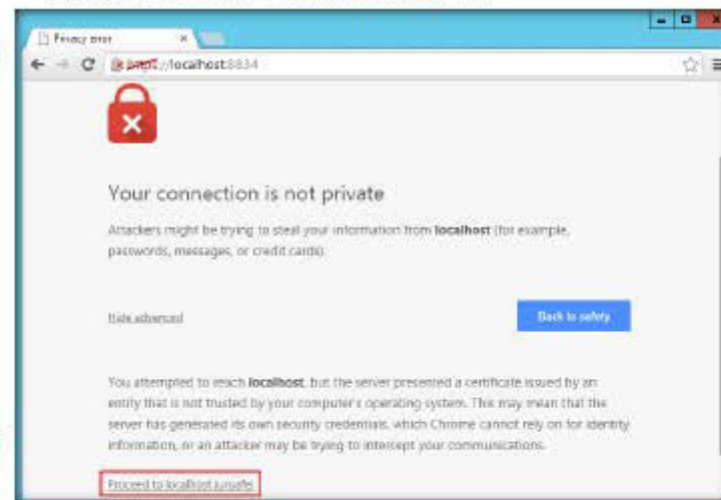 Privacy error
https://localhost:8834
Your connection is not private
Attackers might be trying to steal your information from localhost (for example,
passwords, messages, or credit cards).
Hide advanced
Back to safety
You attempted to reach localhost, but the server presented a certificate issued by an
entity that is not trusted by your computer's operating system. This may mean that the
server has generated its own security credentials, which Chrome cannot rely on for identity
information, or an attacker may be trying to intercept your communications.
Proceed to localhost (unsafe)